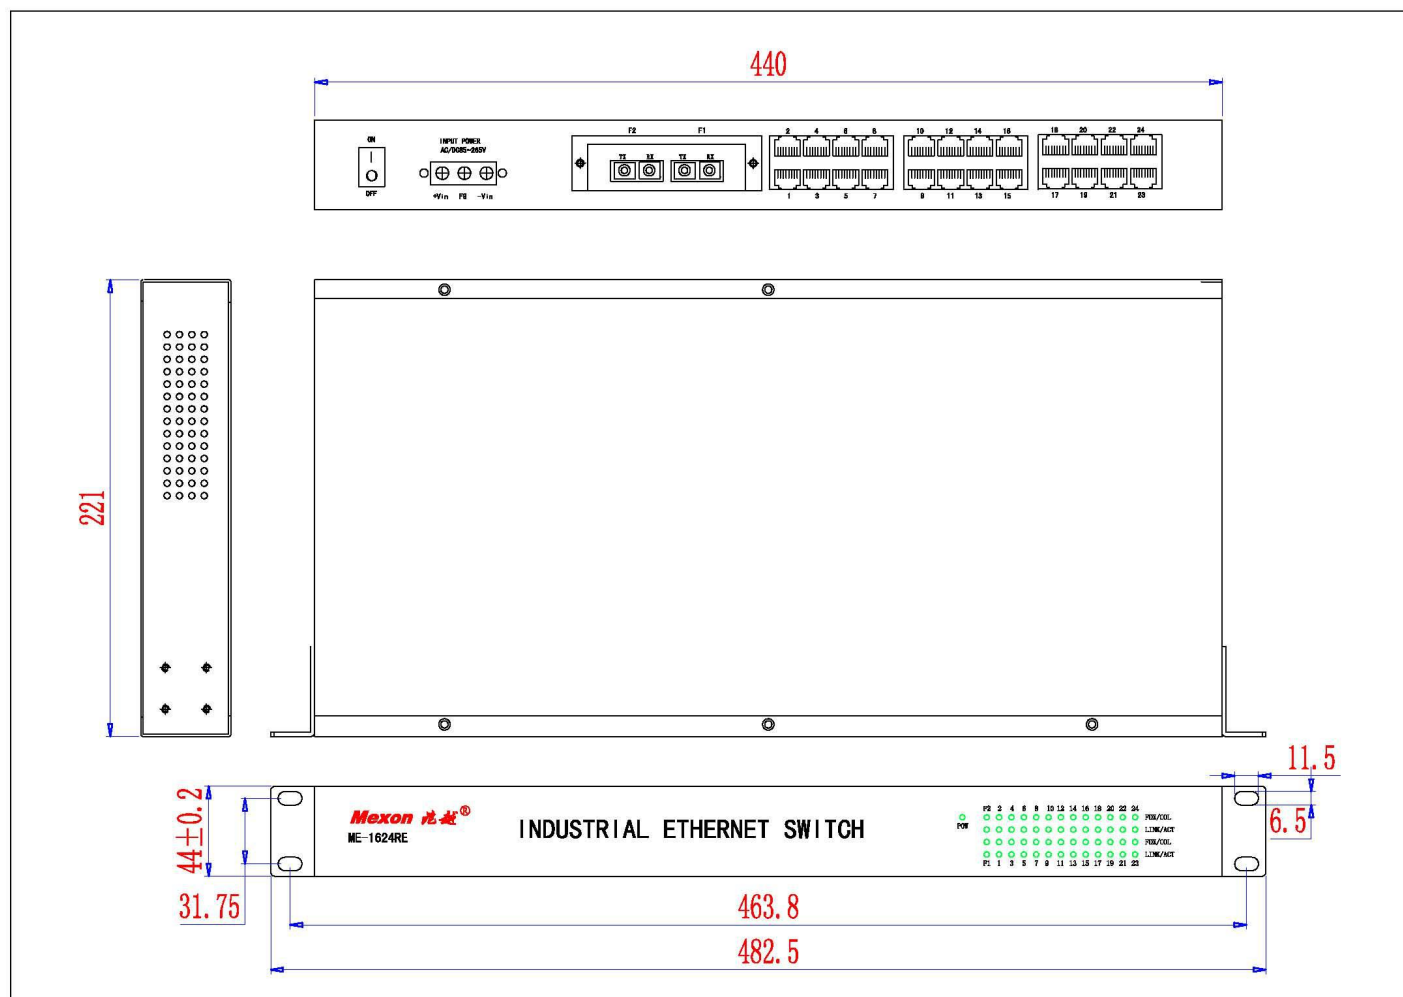 440
ON
OFF
INPUT POWER
AC/DC85-265V
+Vin FG -Vin
F2 F1
TX RX TX RX
2 4 6 8 10 12 14 16 18 20 22 24
1 3 5 7 9 11 13 15 17 19 21 23
221
11.5
6.5
44±0.2
31.75
Mexon ®
ME-1624RE
INDUSTRIAL ETHERNET SWITCH
POW
F2 2 4 6 8 10 12 14 16 18 20 22 24
FDX/COL
LINK/ACT
FDX/COL
LINK/ACT
F1 1 3 5 7 9 11 13 15 17 19 21 23
463.8
482.5